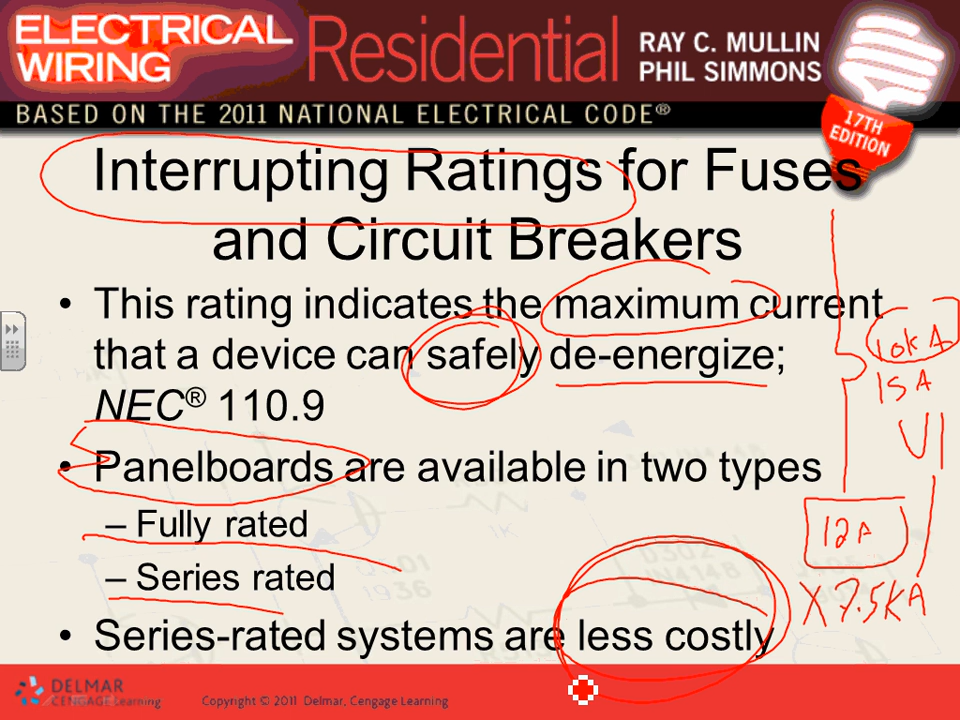 ELECTRICAL WIRING Residential RAY C. MULLIN PHIL SIMMONS
BASED ON THE 2011 NATIONAL ELECTRICAL CODE®
17TH EDITION
Interrupting Ratings for Fuses
and Circuit Breakers
• This rating indicates the maximum current
that a device can safely de-energize;
NEC® 110.9
10kA
15A
• Panelboards are available in two types
– Fully rated
12A
– Series rated
X 7.5KA
• Series-rated systems are less costly
DELMAR
CENGAGE Learning
Copyright © 2011 Delmar, Cengage Learning